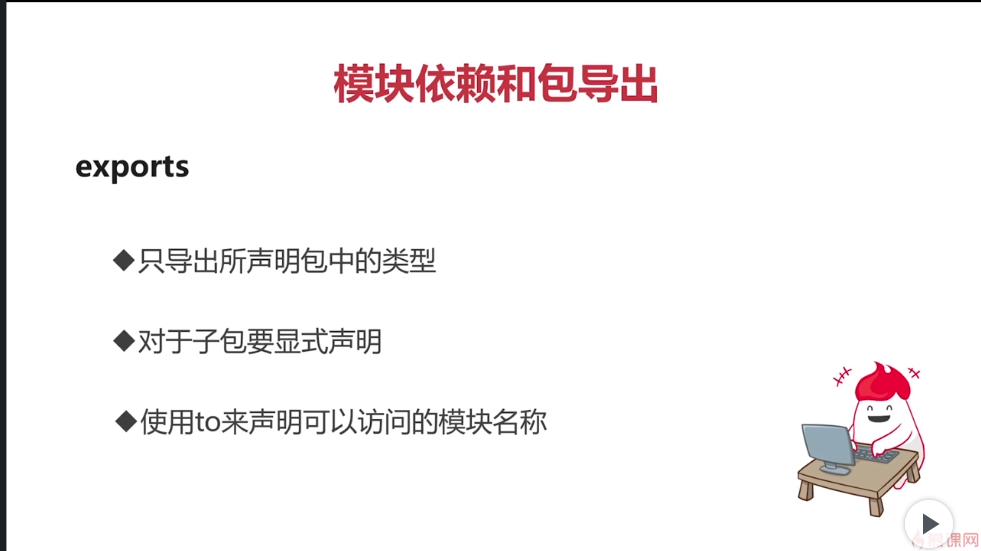 模块依赖和包导出
exports
◆只导出所声明包中的类型
◆对于子包要显式声明
◆使用to来声明可以访问的模块名称
课网